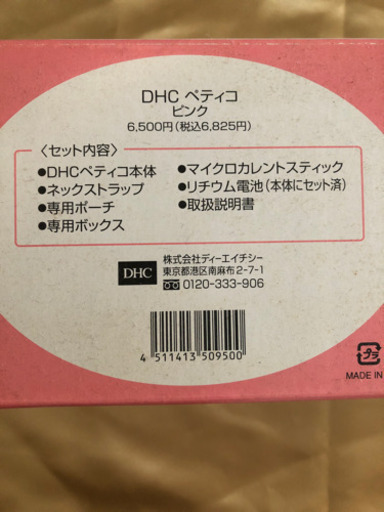 DHC ペティコ
ピンク
6,500円(税込6,825円)
〈セット内容〉
●DHCペティコ本体
●ネックストラップ
●専用ポーチ
●専用ボックス
●マイクロカレントスティック
●リチウム電池(本体にセット済)
●取扱説明書
DHC
株式会社ディーエイチシー
東京都港区南麻布2-7-1
0120-333-906
4 511413 509500
プラ
MADE IN